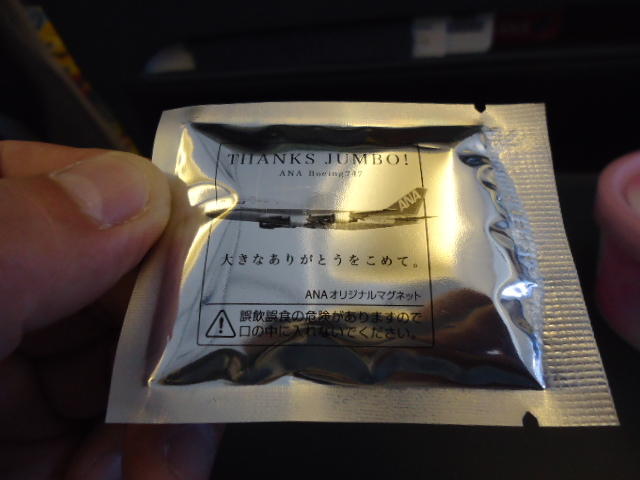 THANKS JUMBO!
ANA Boeing747
ANA
大きなありがとうをこめて。
ANAオリジナルマグネット
誤飲誤食の危険がありますので
口の中に入れないでください。